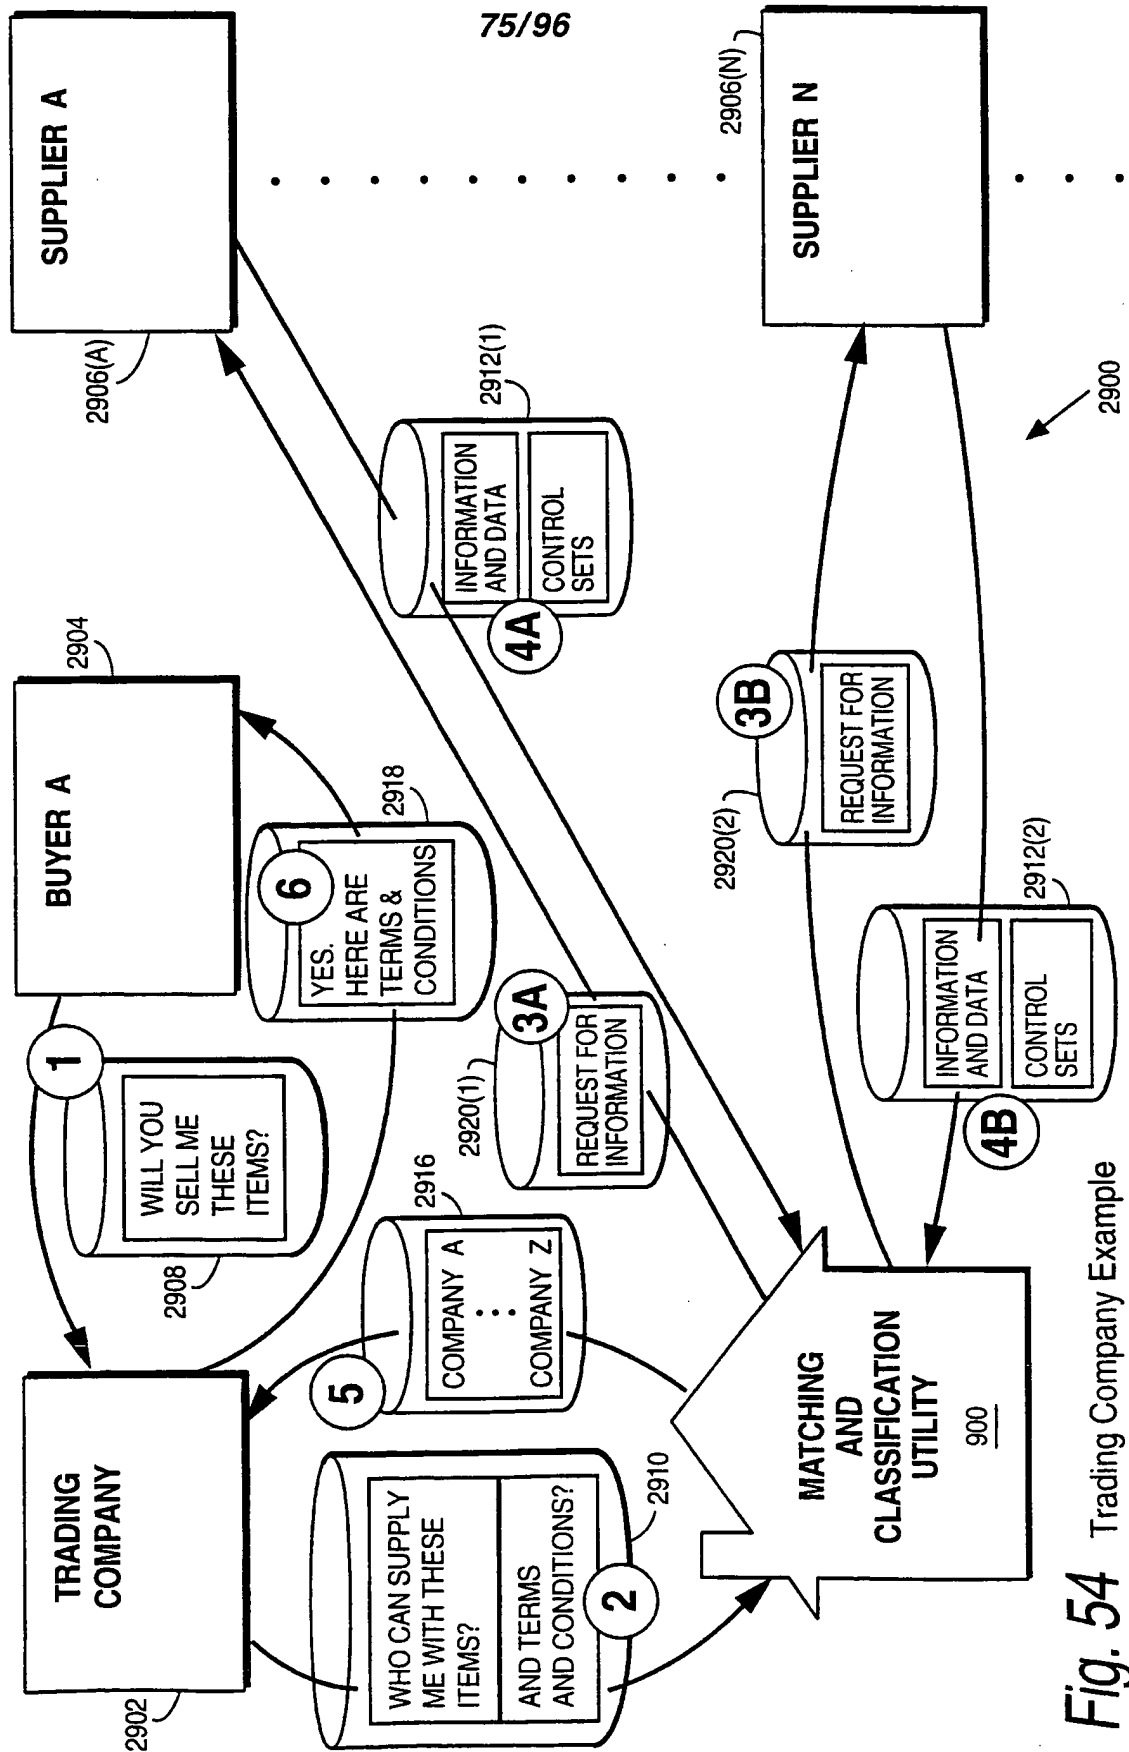 75/96
TRADING
COMPANY
2902
BUYER A
2904
SUPPLIER A
2906(A)
1
WILL YOU
SELL ME
THESE
ITEMS?
2908
6
YES.
HERE ARE
TERMS &
CONDITIONS
2918
WHO CAN SUPPLY
ME WITH THESE
ITEMS?
AND TERMS
AND CONDITIONS?
2
2910
5
COMPANY A
⋮
COMPANY Z
2916
2920(1)
3A
REQUEST FOR
INFORMATION
4A
INFORMATION
AND DATA
CONTROL
SETS
2912(1)
MATCHING
AND
CLASSIFICATION
UTILITY
900
2920(2)
3B
REQUEST FOR
INFORMATION
4B
INFORMATION
AND DATA
CONTROL
SETS
2912(2)
SUPPLIER N
2906(N)
2900
Fig. 54 Trading Company Example